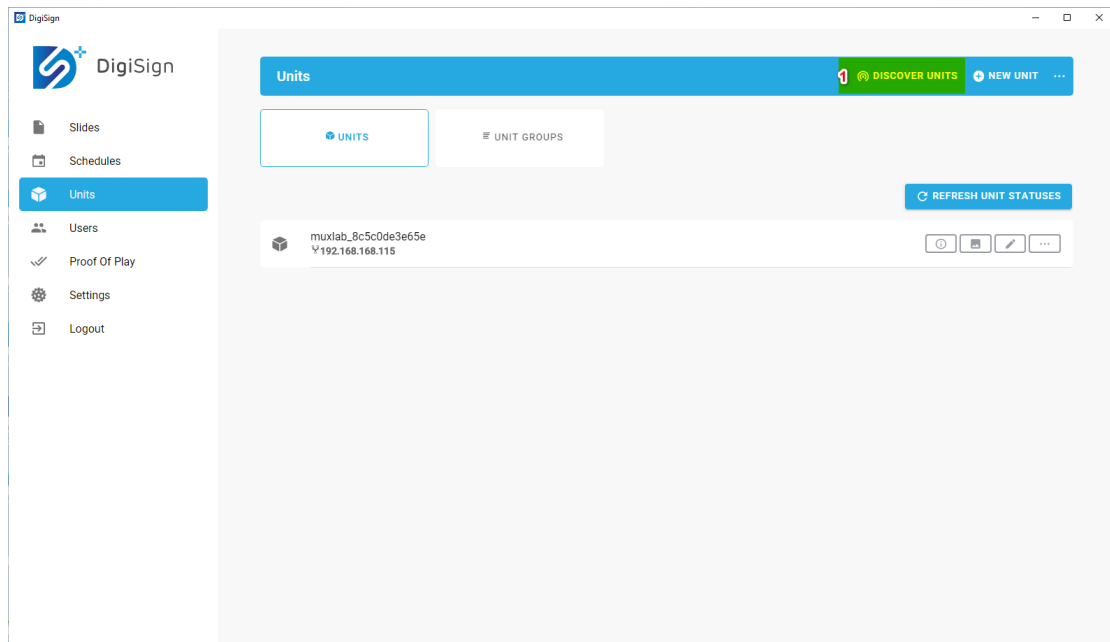 DigiSign
DigiSign
Units
1 DISCOVER UNITS NEW UNIT ...
UNITS UNIT GROUPS
Slides
Schedules
Units
Users
Proof Of Play
Settings
Logout
REFRESH UNIT STATUSES
muxlab_8c5c0de3e65e
192.168.168.115